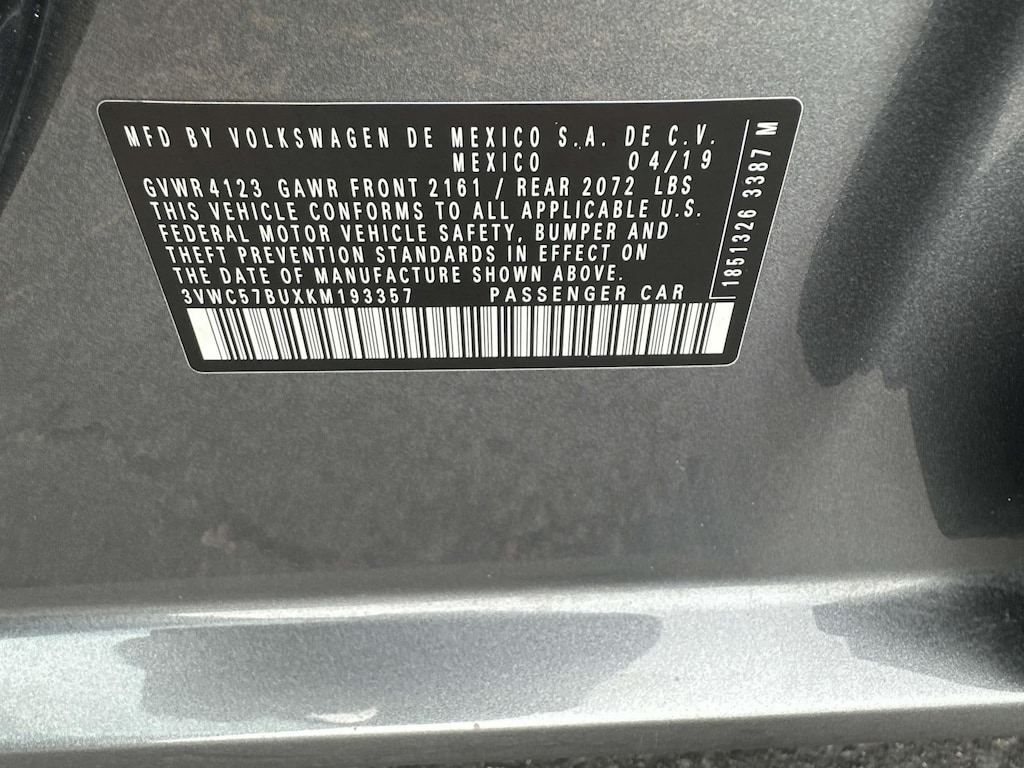 MFD BY VOLKSWAGEN DE MEXICO S.A. DE C.V.
MEXICO 04/19
GVWR 4123 GAWR FRONT 2161 / REAR 2072 LBS
THIS VEHICLE CONFORMS TO ALL APPLICABLE U.S.
FEDERAL MOTOR VEHICLE SAFETY, BUMPER AND
THEFT PREVENTION STANDARDS IN EFFECT ON
THE DATE OF MANUFACTURE SHOWN ABOVE.
3VWC57BUXKM193357 PASSENGER CAR
1851326 3387 M